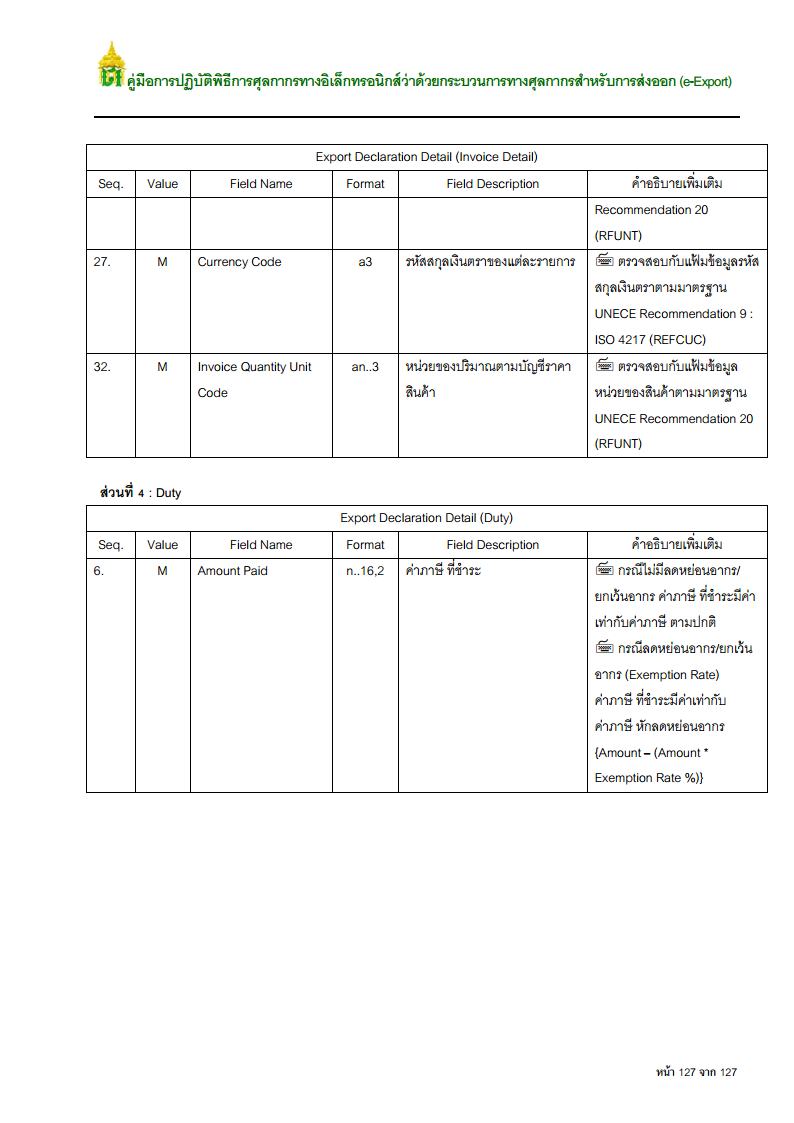 คู่มือการปฏิบัติพิธีการศุลกากรทางอิเล็กทรอนิกส์ว่าด้วยกระบวนการทางศุลกากรสำหรับการส่งออก (e-Export)
Export Declaration Detail (Invoice Detail)
Seq. Value Field Name Format Field Description คำอธิบายเพิ่มเติม
Recommendation 20
(RFUNT)
27. M Currency Code a3 รหัสสกุลเงินตราของแต่ละรายการ ตรวจสอบกับแฟ้มข้อมูลรหัส
สกุลเงินตราตามมาตรฐาน
UNECE Recommendation 9 :
ISO 4217 (REFCUC)
32. M Invoice Quantity Unit an..3 หน่วยของปริมาณตามบัญชีราคา ตรวจสอบกับแฟ้มข้อมูล
Code สินค้า หน่วยของสินค้าตามมาตรฐาน
UNECE Recommendation 20
(RFUNT)
ส่วนที่ 4 : Duty
Export Declaration Detail (Duty)
Seq. Value Field Name Format Field Description คำอธิบายเพิ่มเติม
6. M Amount Paid n..16,2 ค่าภาษี ที่ชำระ กรณีไม่มีลดหย่อนอากร/
ยกเว้นอากร ค่าภาษี ที่ชำระมีค่า
เท่ากับค่าภาษี ตามปกติ
กรณีลดหย่อนอากร/ยกเว้น
อากร (Exemption Rate)
ค่าภาษี ที่ชำระมีค่าเท่ากับ
ค่าภาษี หักลดหย่อนอากร
{Amount – (Amount *
Exemption Rate %)}
หน้า 127 จาก 127